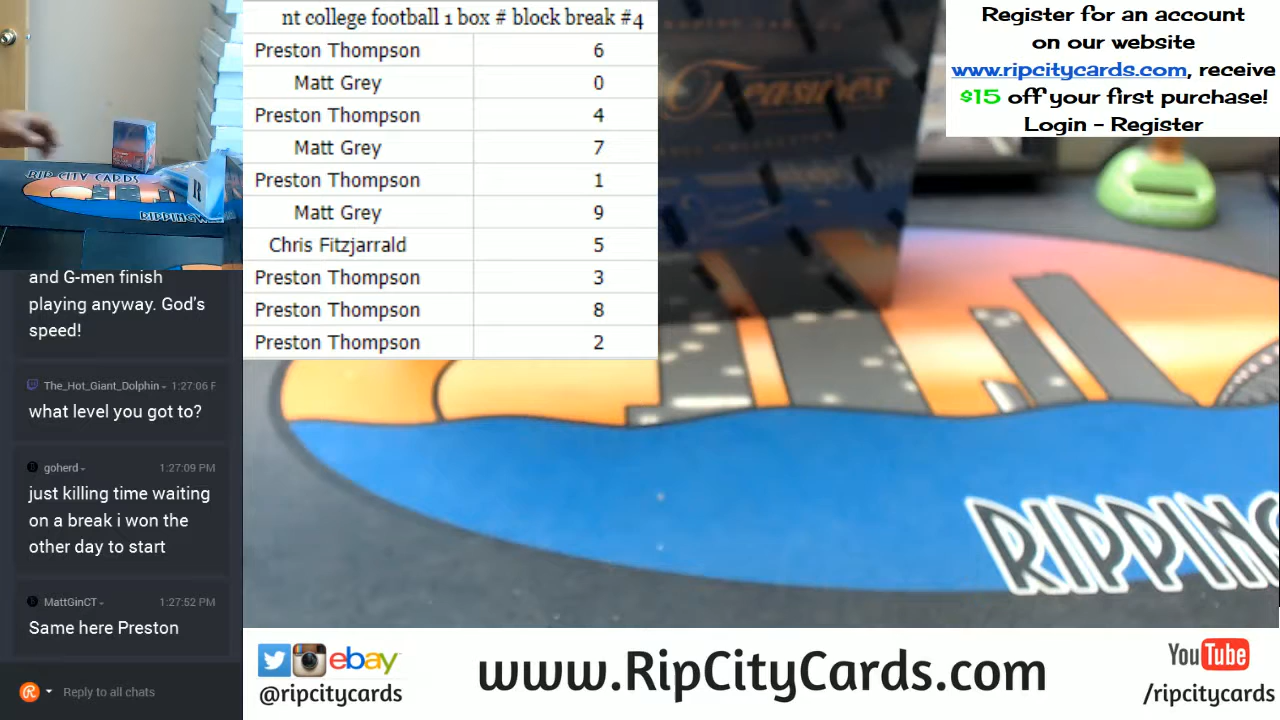 nt college football 1 box # block break #4
Preston Thompson 6
Matt Grey 0
Preston Thompson 4
Matt Grey 7
Preston Thompson 1
Matt Grey 9
Chris Fitzjarrald 5
Preston Thompson 3
Preston Thompson 8
Preston Thompson 2
Register for an account
on our website
www.ripcitycards.com, receive
$15 off your first purchase!
Login - Register
Treasures
RIP CITY CARDS
RIPPING
and G-men finish
playing anyway. God's
speed!
The_Hot_Giant_Dolphin 1:27:06 P
what level you got to?
goherd 1:27:09 PM
just killing time waiting
on a break i won the
other day to start
MattGinCT 1:27:52 PM
Same here Preston
Reply to all chats
RIPPING
ebay
@ripcitycards
www.RipCityCards.com
YouTube
/ripcitycards